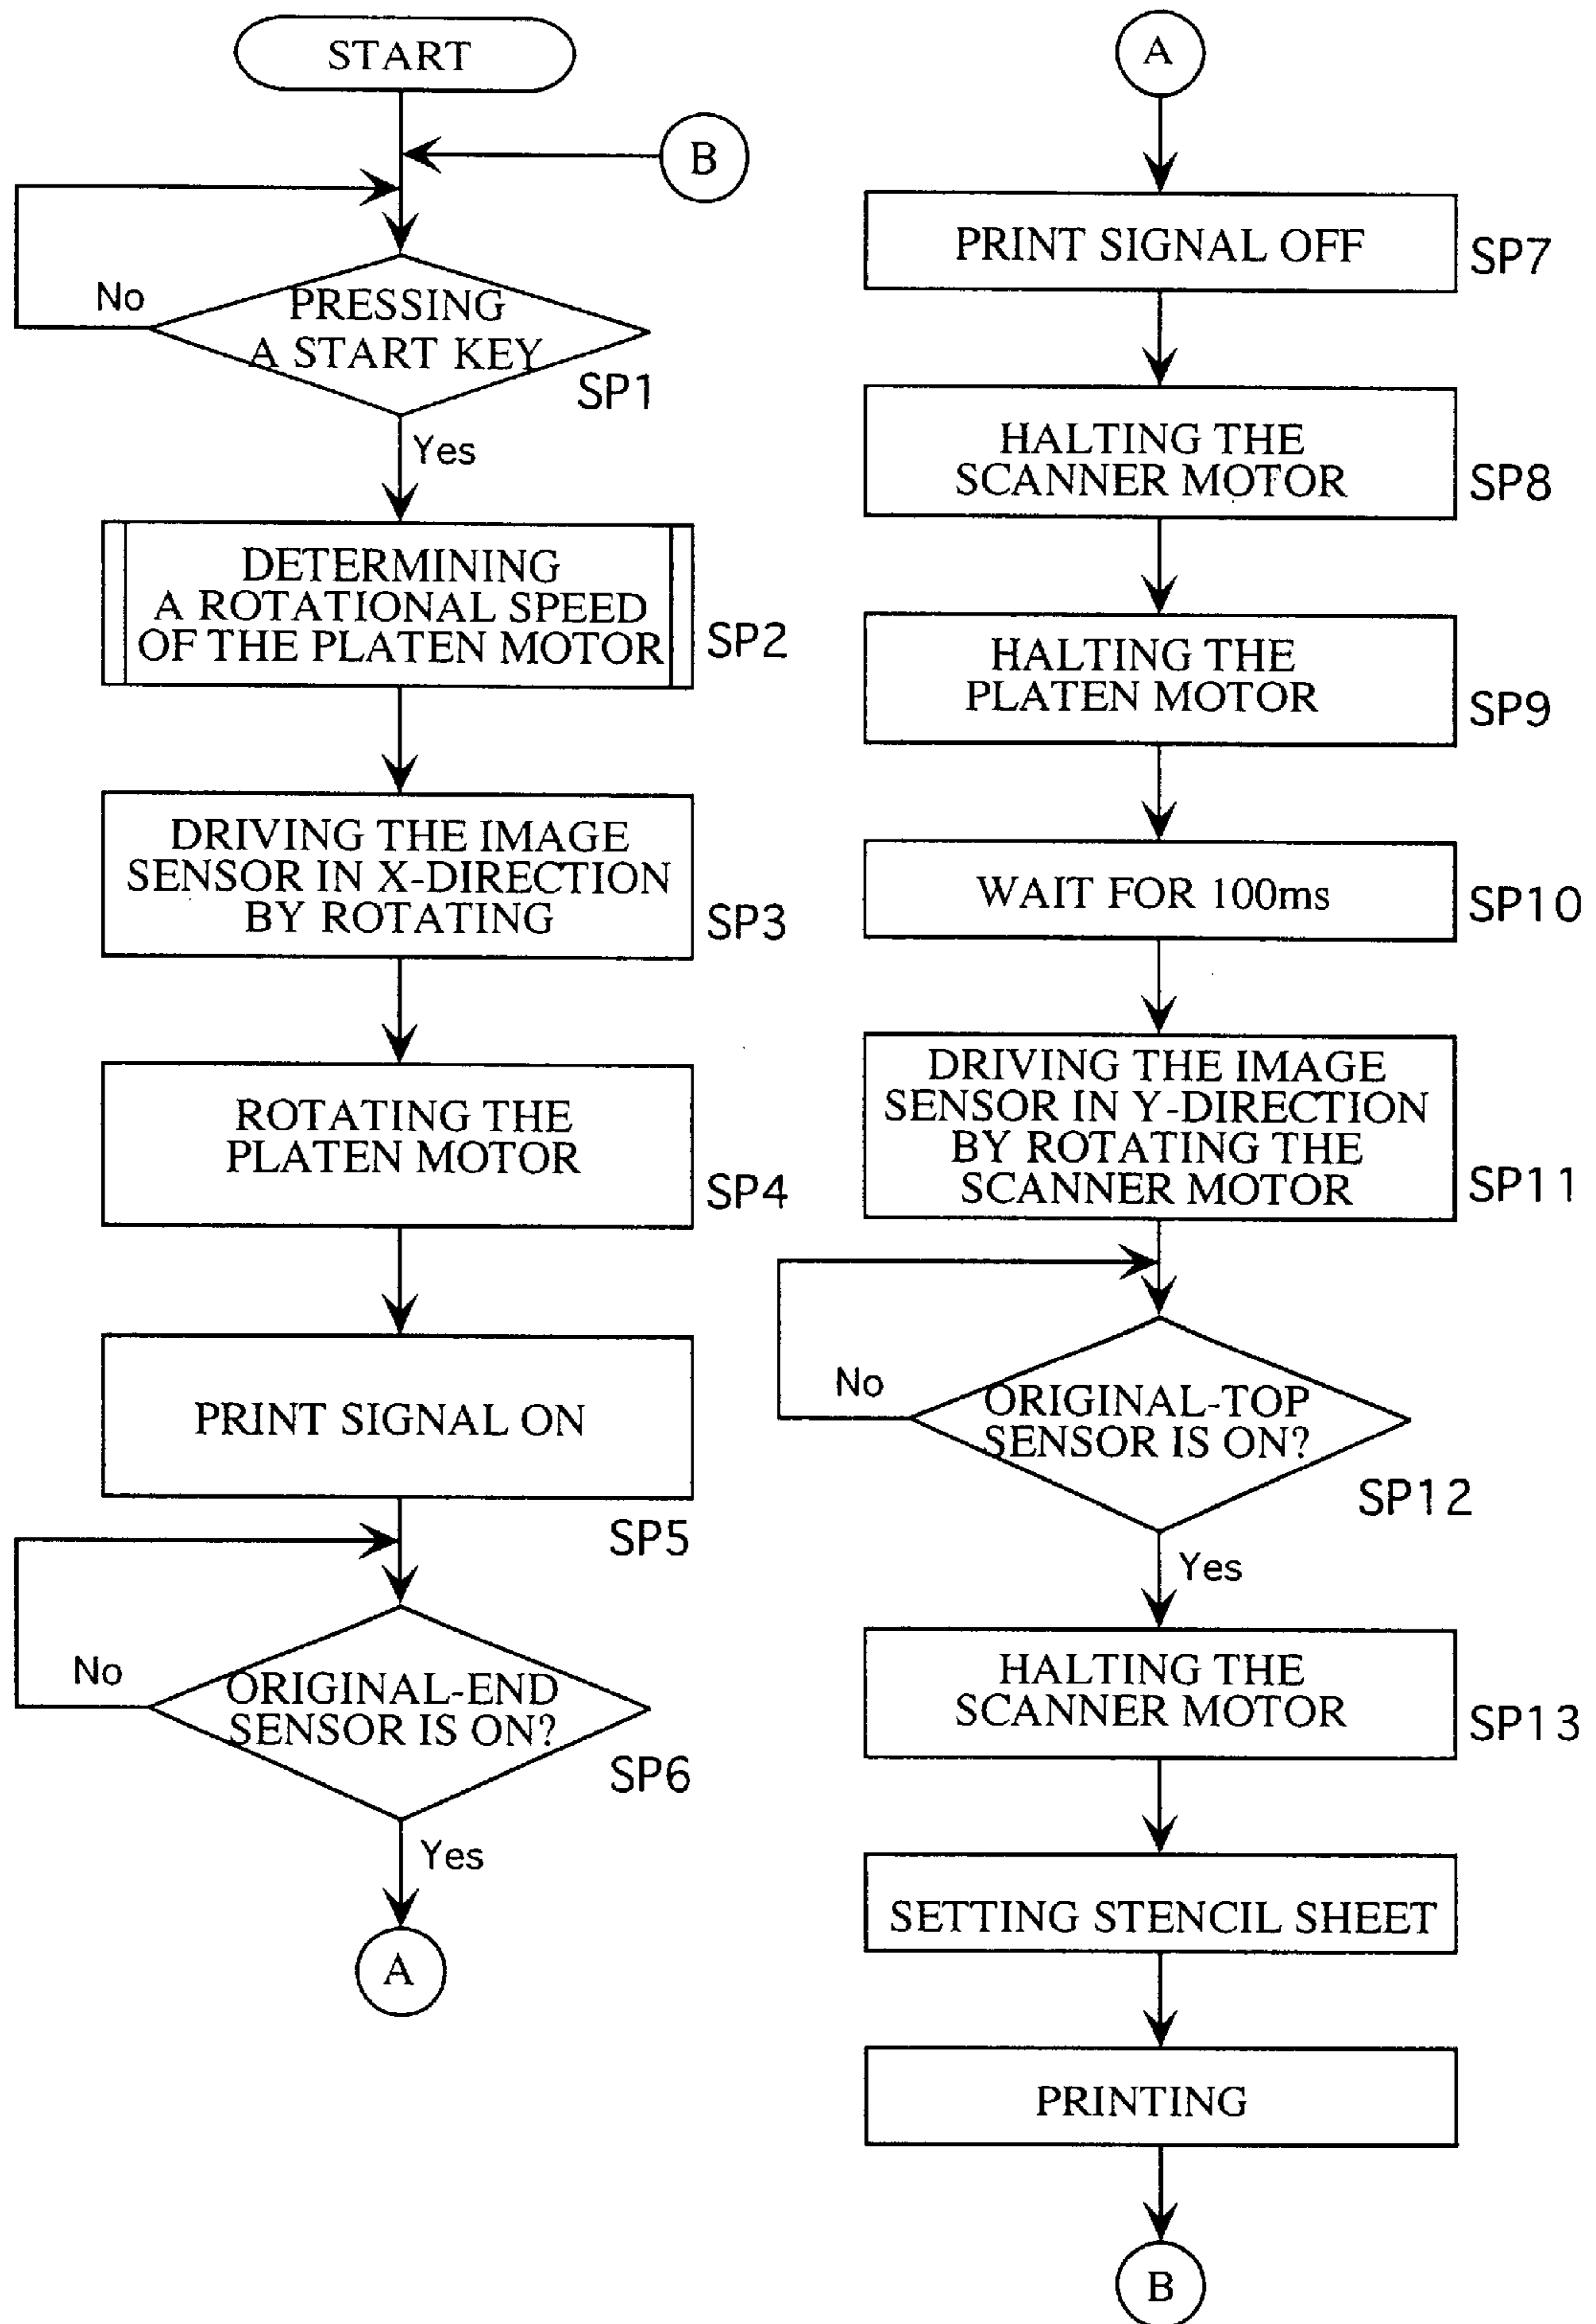 START
B
No
PRESSING
A START KEY
SP1
Yes
DETERMINING
A ROTATIONAL SPEED
OF THE PLATEN MOTOR
SP2
DRIVING THE IMAGE
SENSOR IN X-DIRECTION
BY ROTATING
SP3
ROTATING THE
PLATEN MOTOR
SP4
PRINT SIGNAL ON
SP5
No
ORIGINAL-END
SENSOR IS ON?
SP6
Yes
A
A
PRINT SIGNAL OFF
SP7
HALTING THE
SCANNER MOTOR
SP8
HALTING THE
PLATEN MOTOR
SP9
WAIT FOR 100ms
SP10
DRIVING THE IMAGE
SENSOR IN Y-DIRECTION
BY ROTATING THE
SCANNER MOTOR
SP11
No
ORIGINAL-TOP
SENSOR IS ON?
SP12
Yes
HALTING THE
SCANNER MOTOR
SP13
SETTING STENCIL SHEET
PRINTING
B